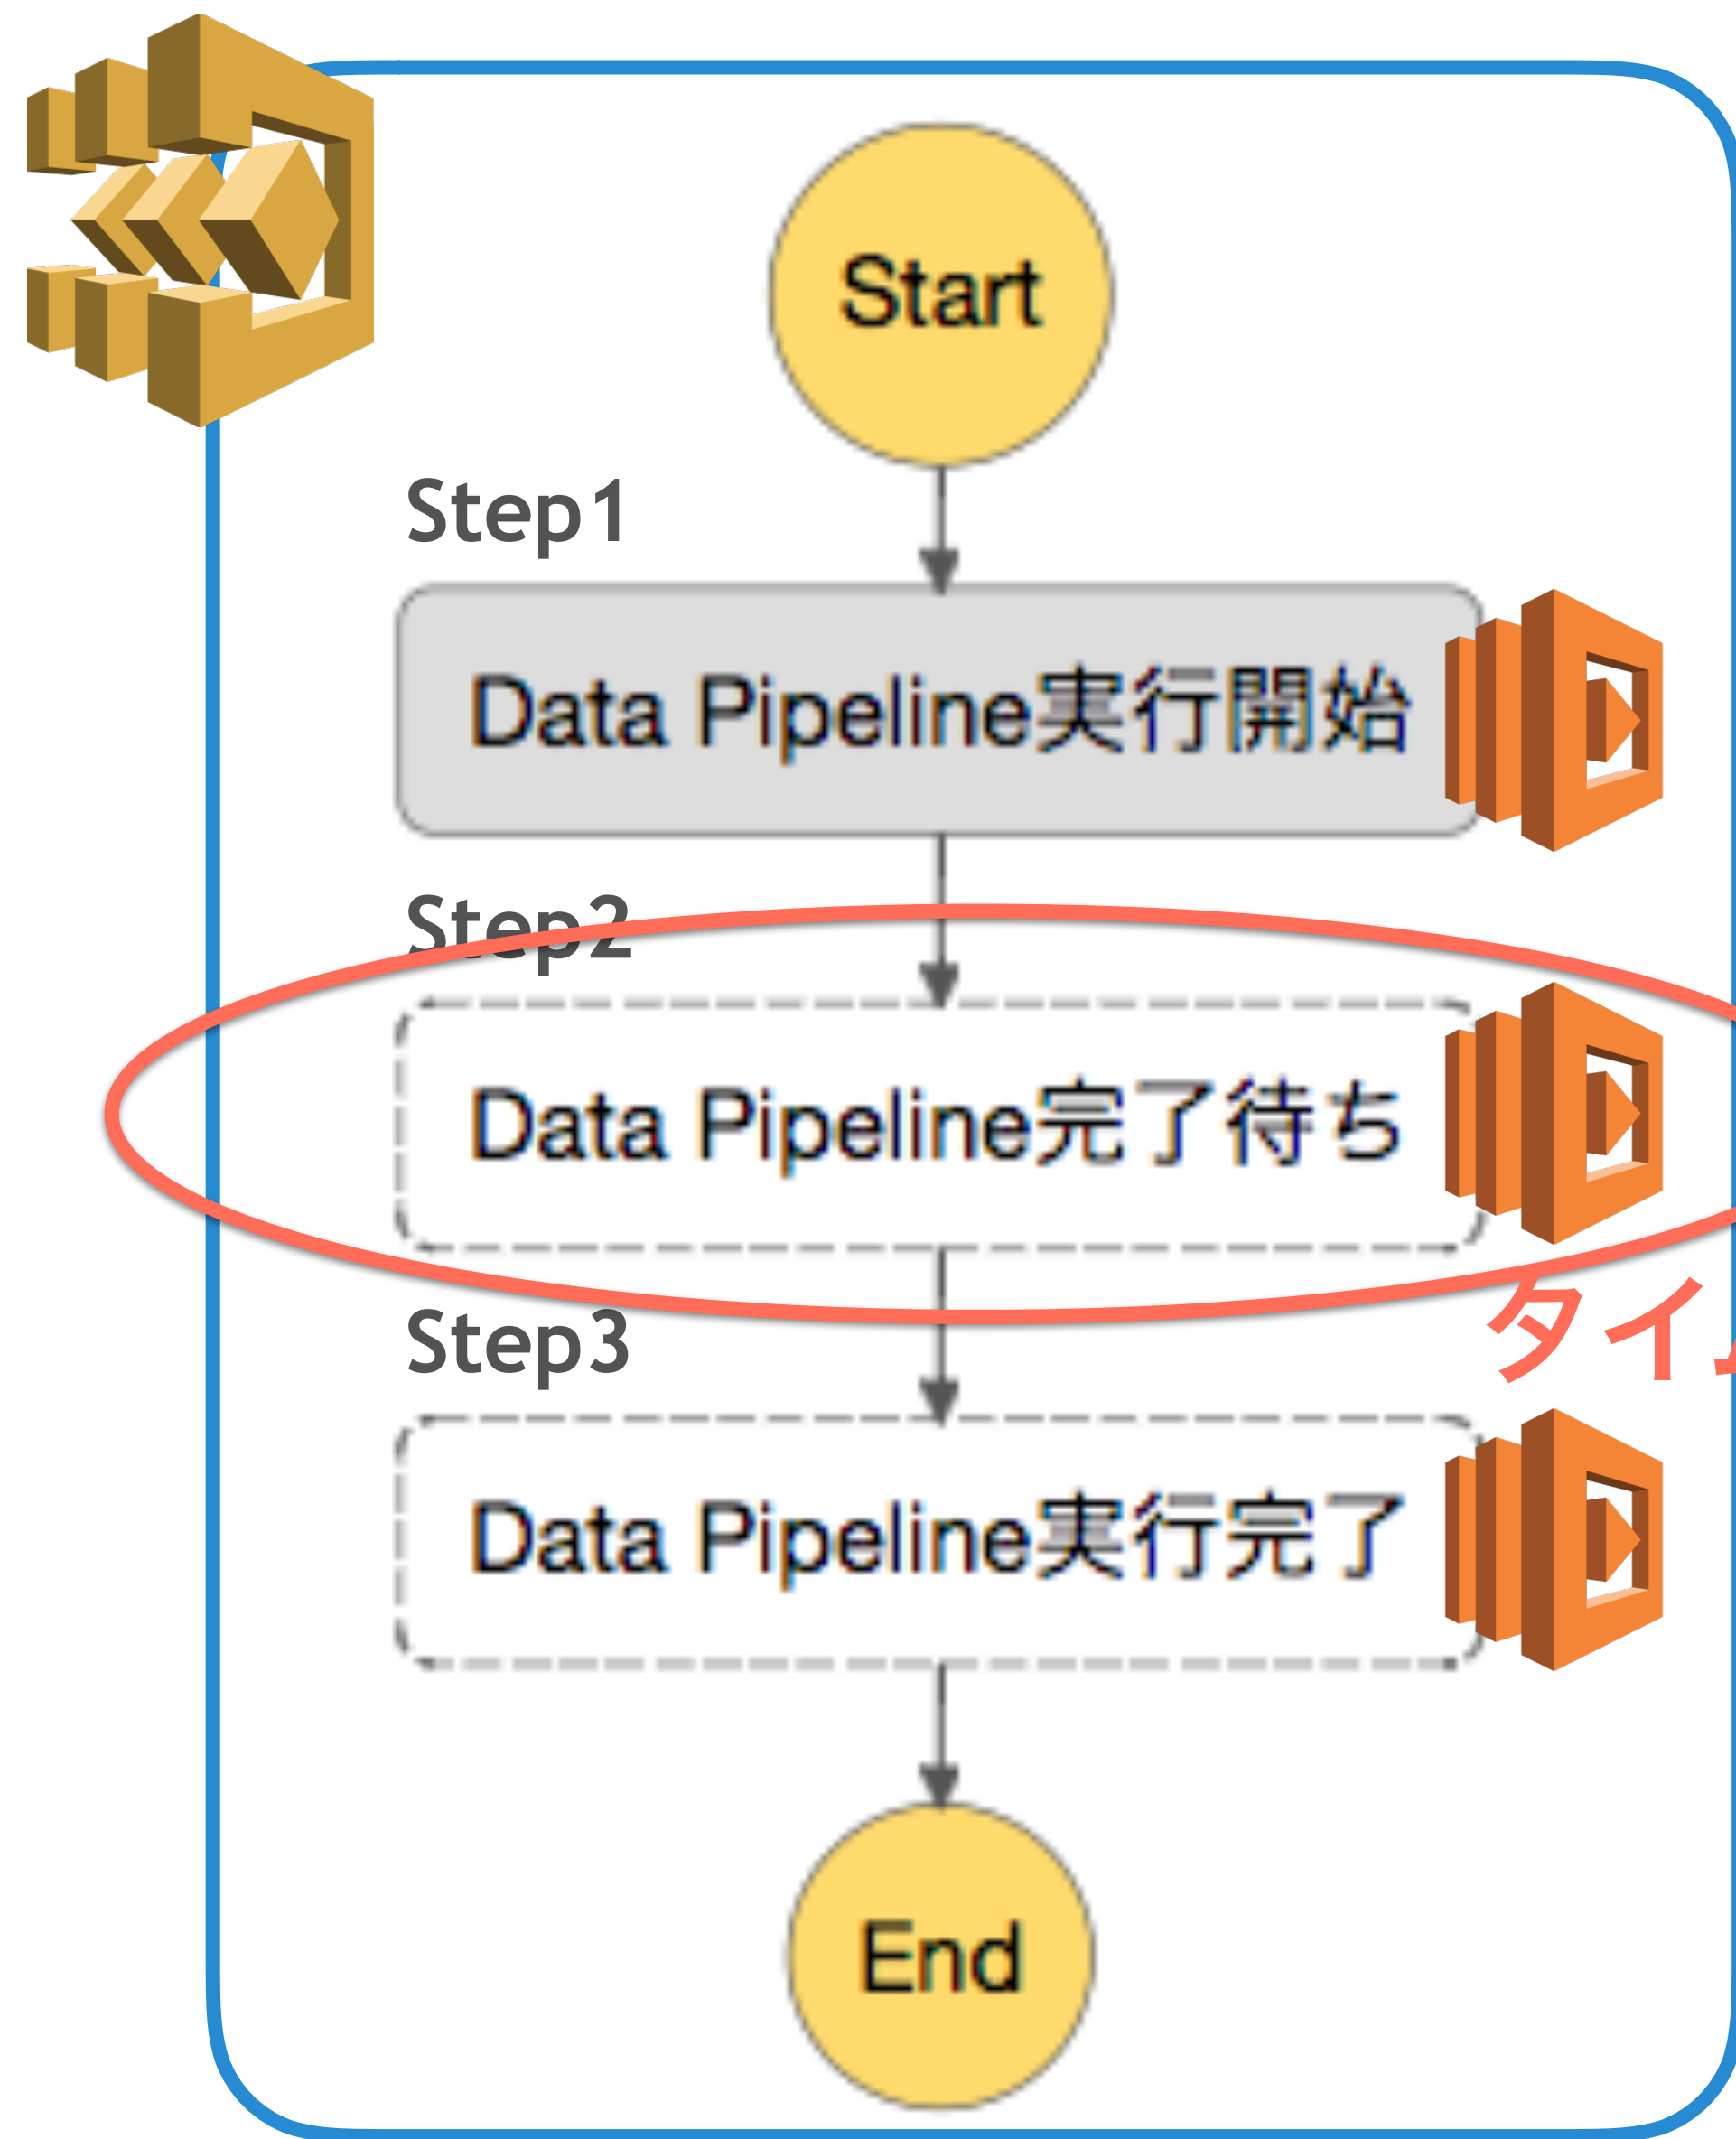 Start
Step1
Data Pipeline実行開始
Step2
Data Pipeline完了待ち
タイ
Step3
Data Pipeline実行完了
End